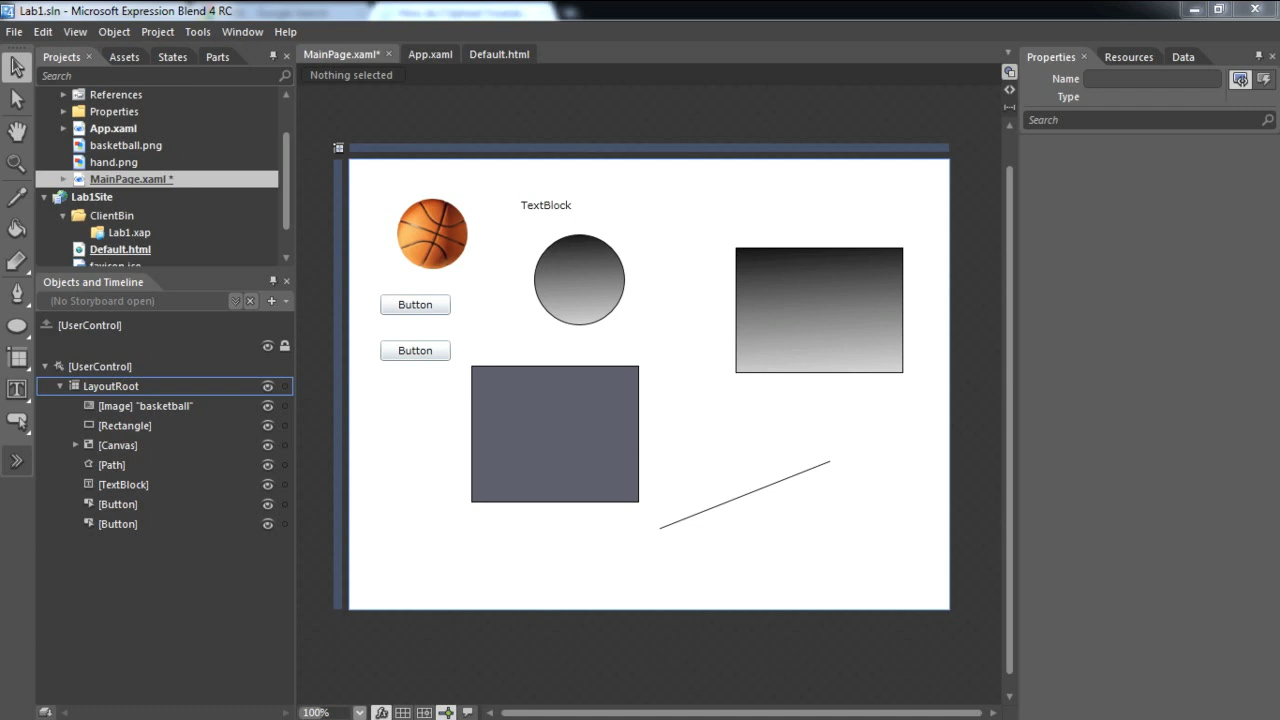 Lab1.sln - Microsoft Expression Blend 4 RC
File Edit View Object Project Tools Window Help
Projects Assets States Parts
Search
References
Properties
App.xaml
basketball.png
hand.png
MainPage.xaml *
Lab1Site
ClientBin
Lab1.xap
Default.html
favicon.ico
Objects and Timeline
(No Storyboard open)
[UserControl]
[UserControl]
LayoutRoot
[Image] "basketball"
[Rectangle]
[Canvas]
[Path]
[TextBlock]
[Button]
[Button]
MainPage.xaml* App.xaml Default.html
Nothing selected
TextBlock
Button
Button
100%
Properties Resources Data
Name
Type
Search